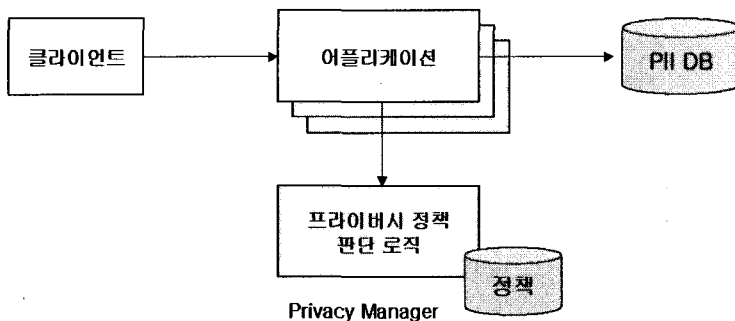 클라이언트
어플리케이션
PII DB
프라이버시 정책
판단 로직
정책
Privacy Manager